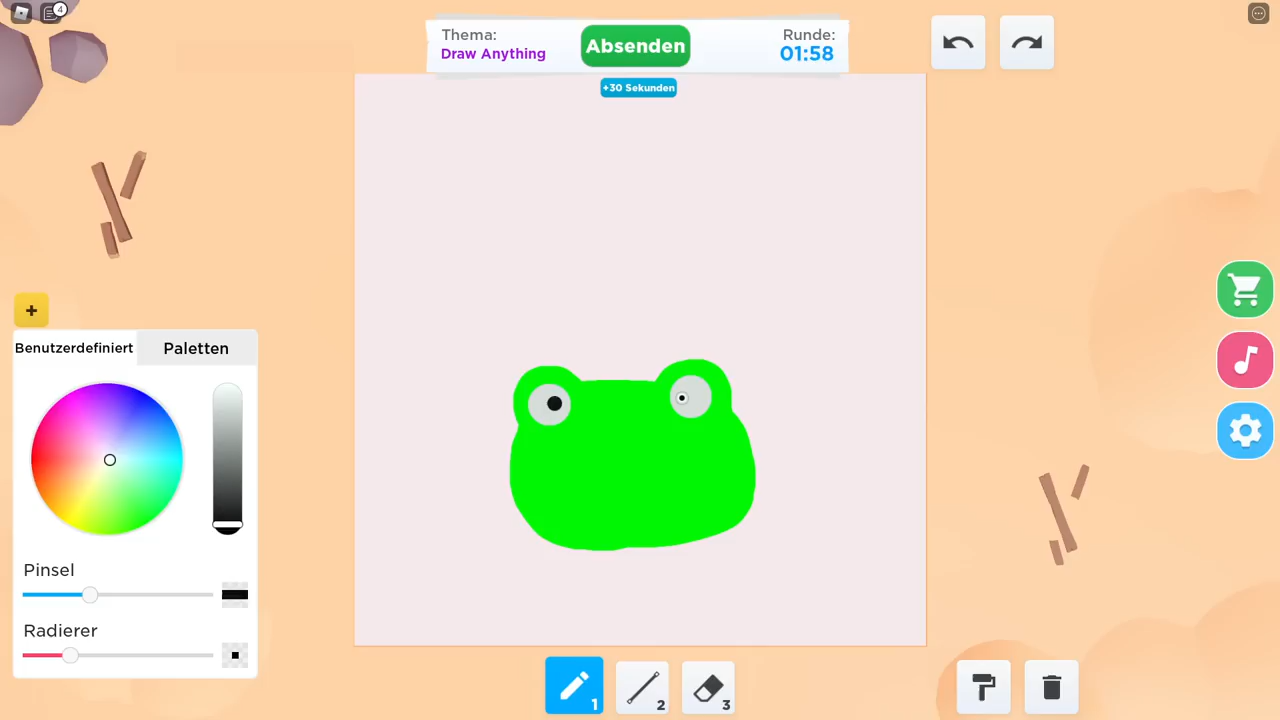 4
Thema:
Draw Anything
Absenden
Runde:
01:58
+30 Sekunden
+
Benutzerdefiniert
Paletten
Pinsel
Radierer
1
2
3